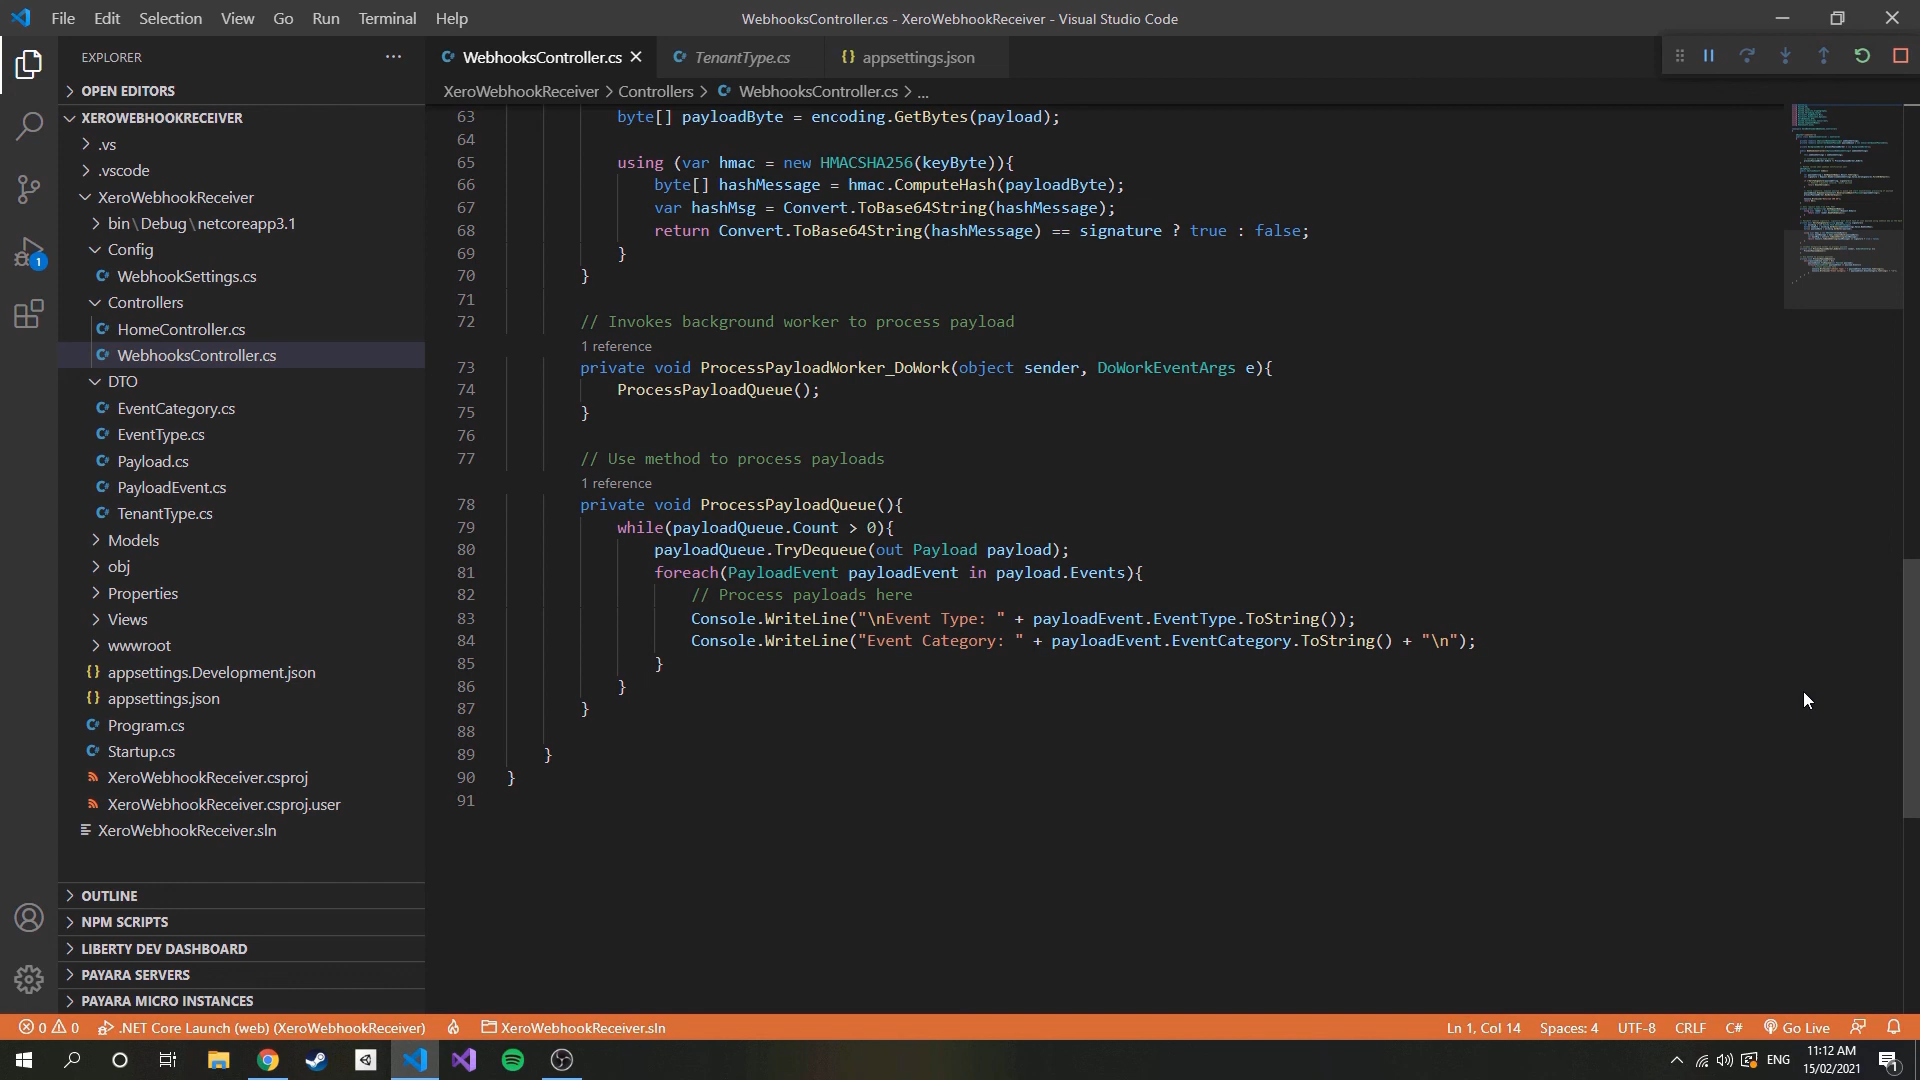 File Edit Selection View Go Run Terminal Help
WebhooksController.cs - XeroWebhookReceiver - Visual Studio Code
EXPLORER
OPEN EDITORS
XEROWEBHOOKRECEIVER
.vs
.vscode
XeroWebhookReceiver
bin\Debug\netcoreapp3.1
Config
WebhookSettings.cs
Controllers
HomeController.cs
WebhooksController.cs
DTO
EventCategory.cs
EventType.cs
Payload.cs
PayloadEvent.cs
TenantType.cs
Models
obj
Properties
Views
wwwroot
appsettings.Development.json
appsettings.json
Program.cs
Startup.cs
XeroWebhookReceiver.csproj
XeroWebhookReceiver.csproj.user
XeroWebhookReceiver.sln
OUTLINE
NPM SCRIPTS
LIBERTY DEV DASHBOARD
PAYARA SERVERS
PAYARA MICRO INSTANCES
WebhooksController.cs TenantType.cs appsettings.json
XeroWebhookReceiver > Controllers > WebhooksController.cs > ...
63 byte[] payloadByte = encoding.GetBytes(payload);
64
65 using (var hmac = new HMACSHA256(keyByte)){
66 byte[] hashMessage = hmac.ComputeHash(payloadByte);
67 var hashMsg = Convert.ToBase64String(hashMessage);
68 return Convert.ToBase64String(hashMessage) == signature ? true : false;
69 }
70 }
71
72 // Invokes background worker to process payload
1 reference
73 private void ProcessPayloadWorker_DoWork(object sender, DoWorkEventArgs e){
74 ProcessPayloadQueue();
75 }
76
77 // Use method to process payloads
1 reference
78 private void ProcessPayloadQueue(){
79 while(payloadQueue.Count > 0){
80 payloadQueue.TryDequeue(out Payload payload);
81 foreach(PayloadEvent payloadEvent in payload.Events){
82 // Process payloads here
83 Console.WriteLine("\nEvent Type: " + payloadEvent.EventType.ToString());
84 Console.WriteLine("Event Category: " + payloadEvent.EventCategory.ToString() + "\n");
85 }
86 }
87 }
88
89 }
90 }
91
1
0 0 .NET Core Launch (web) (XeroWebhookReceiver) XeroWebhookReceiver.sln
Ln 1, Col 14 Spaces: 4 UTF-8 CRLF C# Go Live
ENG
11:12 AM
15/02/2021
1